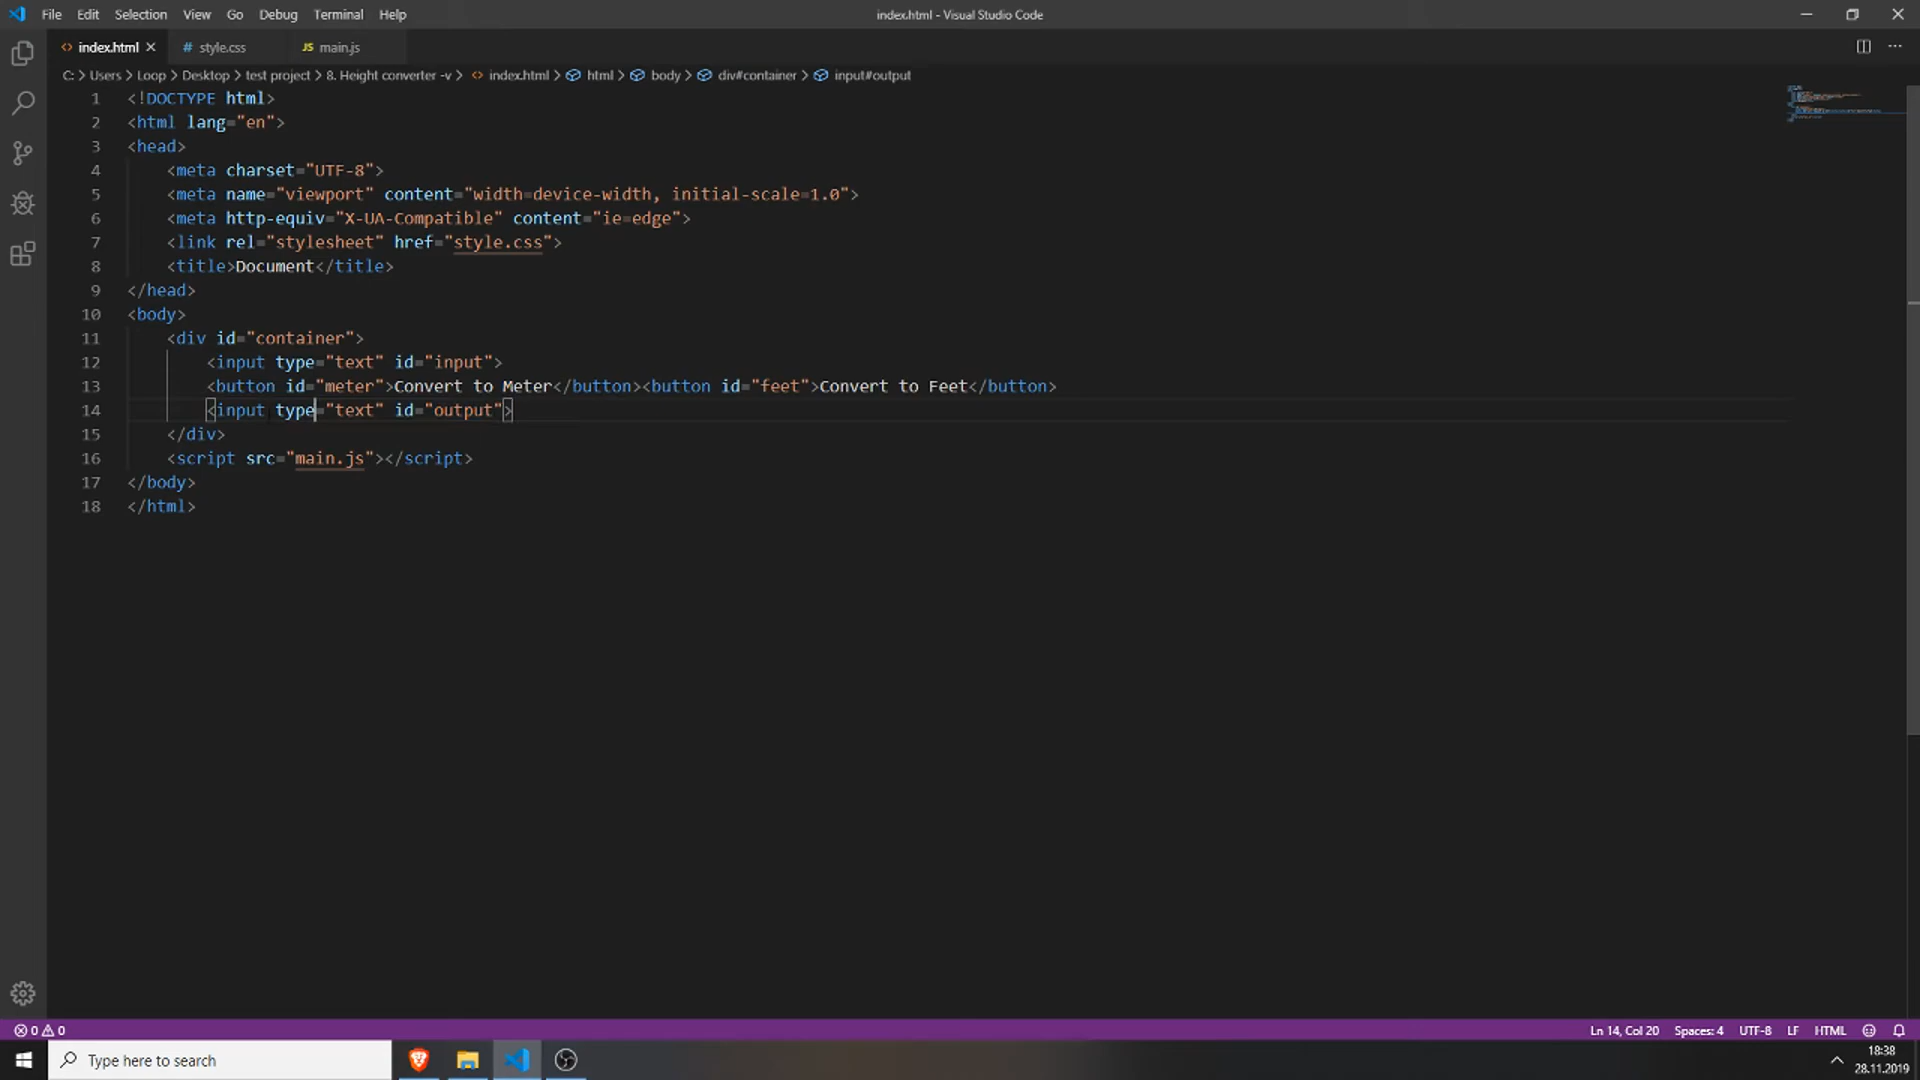 File Edit Selection View Go Debug Terminal Help
index.html - Visual Studio Code
<> index.html # style.css JS main.js
C: > Users > Loop > Desktop > test project > 8. Height converter -v > <> index.html > html > body > div#container > input#output
1 <!DOCTYPE html>
2 <html lang="en">
3 <head>
4 <meta charset="UTF-8">
5 <meta name="viewport" content="width=device-width, initial-scale=1.0">
6 <meta http-equiv="X-UA-Compatible" content="ie=edge">
7 <link rel="stylesheet" href="style.css">
8 <title>Document</title>
9 </head>
10 <body>
11 <div id="container">
12 <input type="text" id="input">
13 <button id="meter">Convert to Meter</button><button id="feet">Convert to Feet</button>
14 <input type="text" id="output">
15 </div>
16 <script src="main.js"></script>
17 </body>
18 </html>
0 0
Ln 14, Col 20 Spaces: 4 UTF-8 LF HTML
Type here to search
18:38
28.11.2019